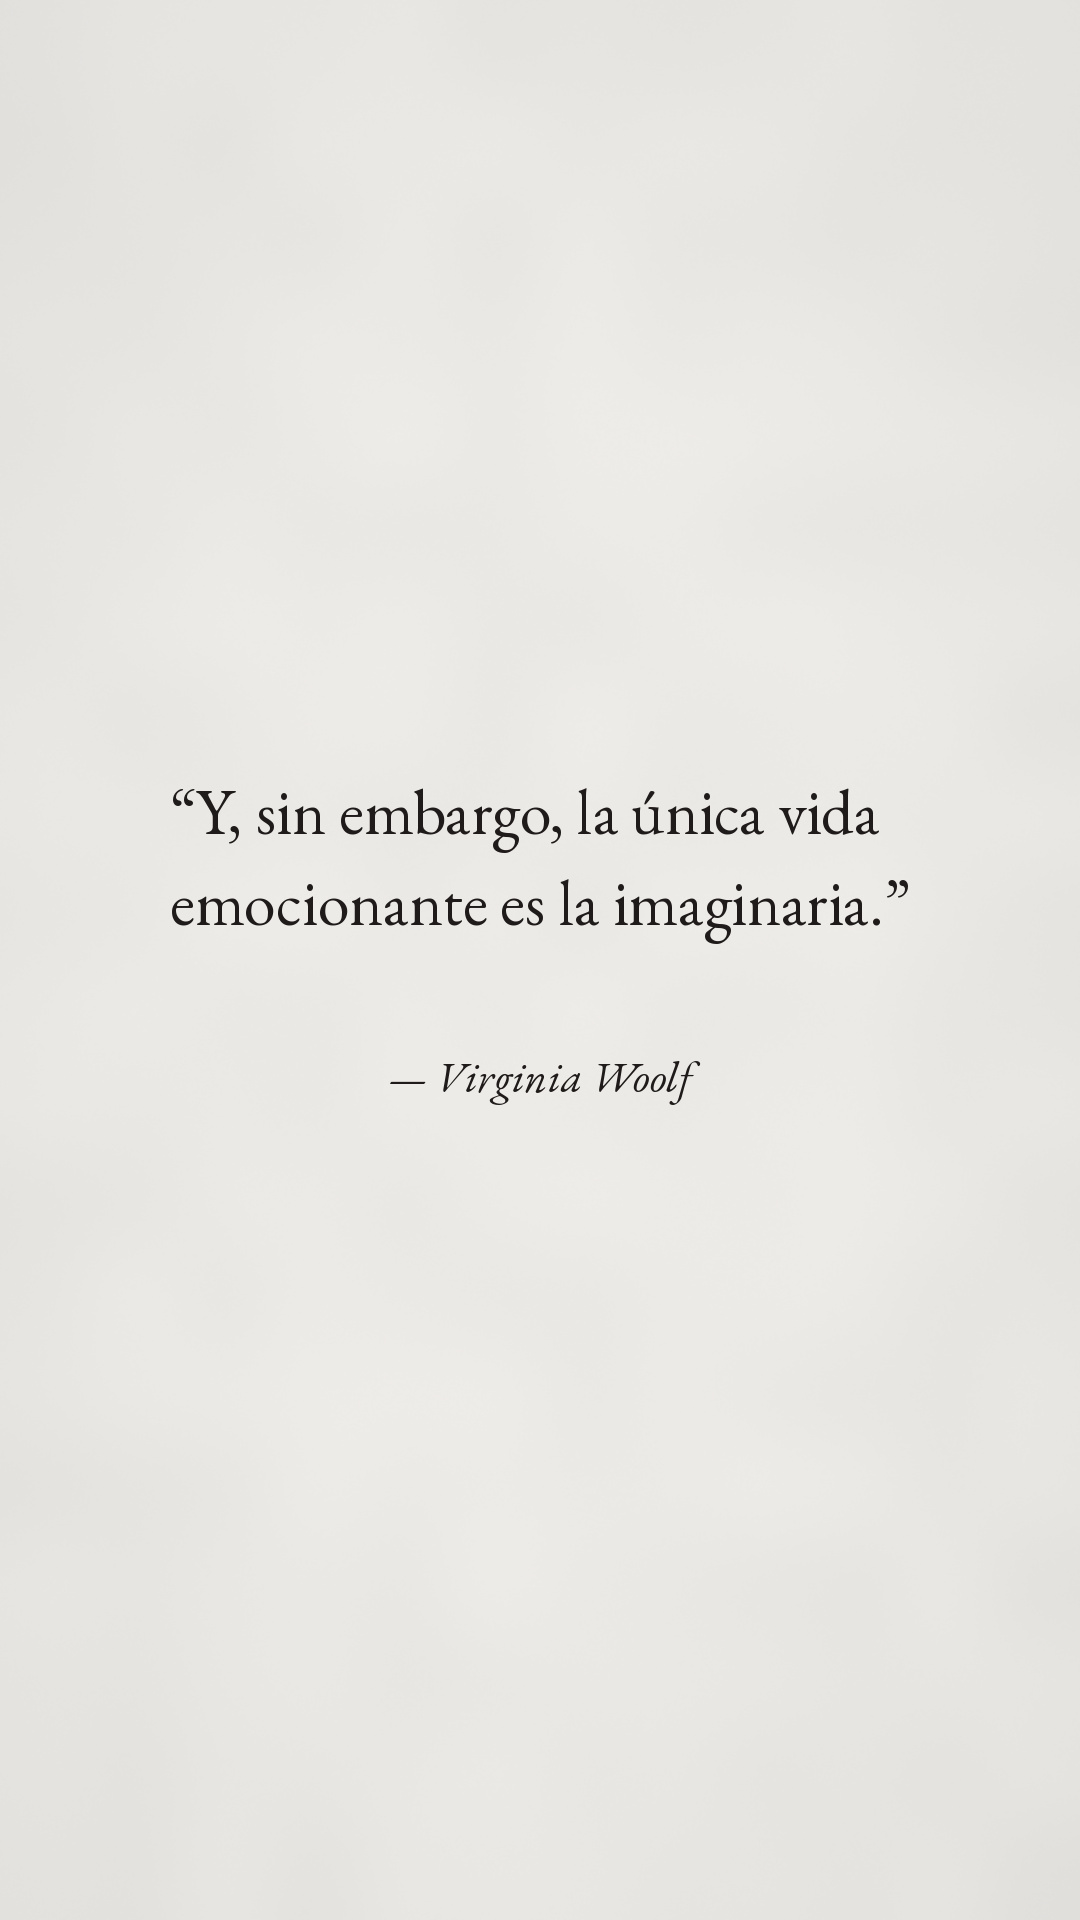 “Y, sin embargo, la única vida
emocionante es la imaginaria.”
— Virginia Woolf